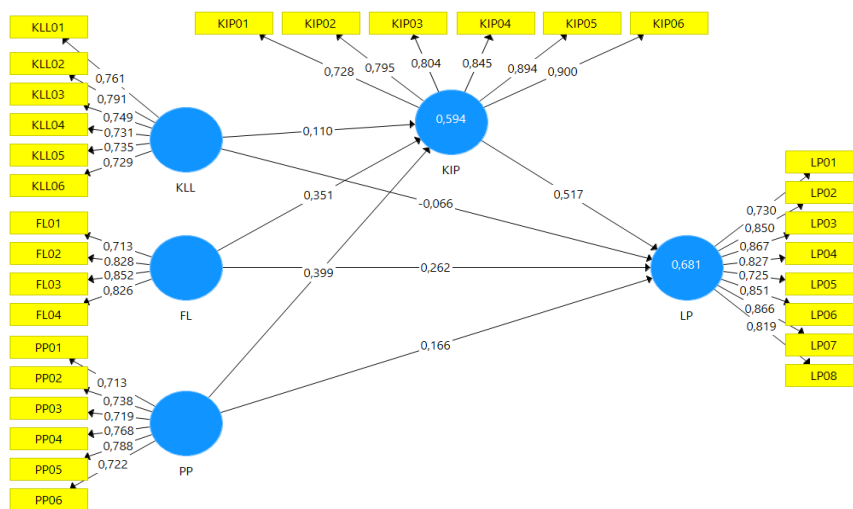 KLL01
KLL02
KLL03
KLL04
KLL05
KLL06
0,761
0,791
0,749
0,731
0,735
0,729
KLL
KIP01
KIP02
KIP03
KIP04
KIP05
KIP06
0,728
0,795
0,804
0,845
0,894
0,900
0,594
KIP
0,110
0,351
-0,066
0,517
0,399
0,262
0,166
FL01
FL02
FL03
FL04
0,713
0,828
0,852
0,826
FL
PP01
PP02
PP03
PP04
PP05
PP06
0,713
0,738
0,719
0,768
0,788
0,722
PP
0,681
LP
0,730
0,850
0,867
0,827
0,725
0,851
0,866
0,819
LP01
LP02
LP03
LP04
LP05
LP06
LP07
LP08